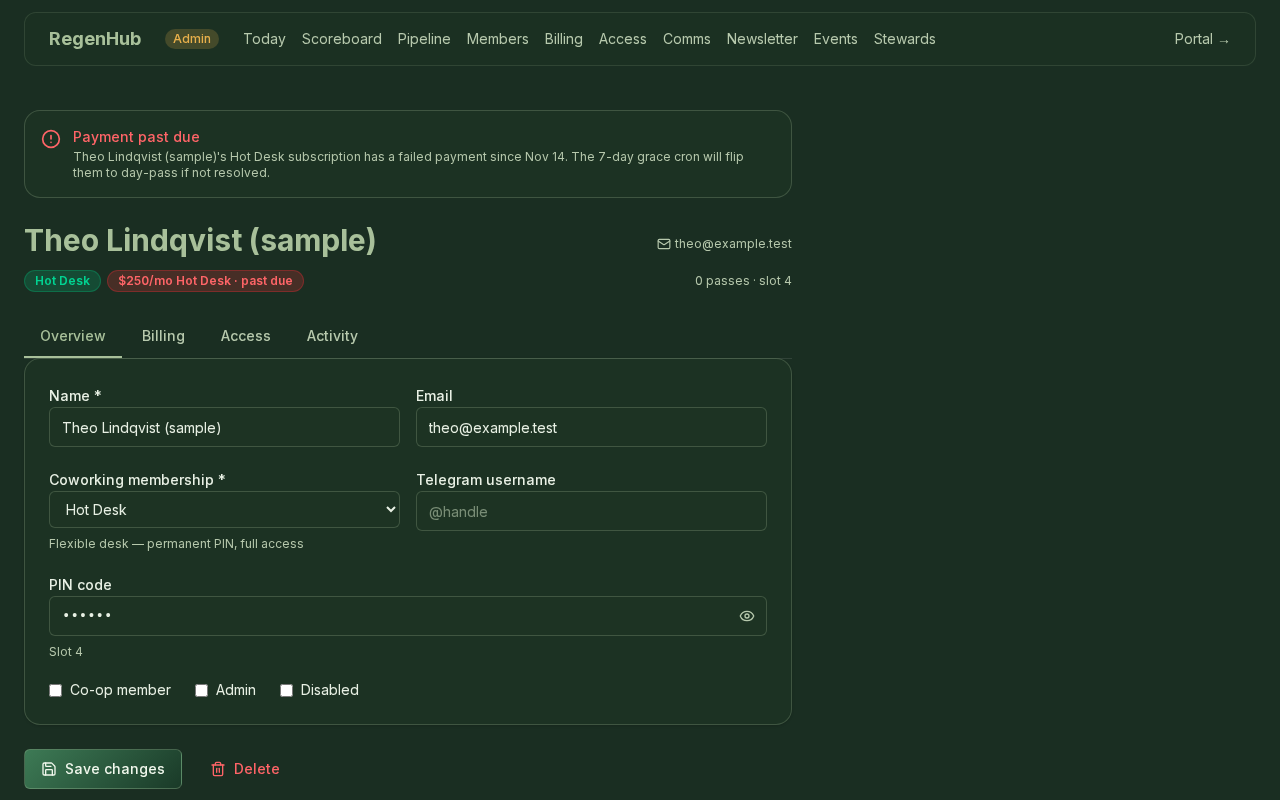 RegenHub Admin Today Scoreboard Pipeline Members Billing Access Comms Newsletter Events Stewards Portal →
Payment past due
Theo Lindqvist (sample)'s Hot Desk subscription has a failed payment since Nov 14. The 7-day grace cron will flip
them to day-pass if not resolved.
Theo Lindqvist (sample)
theo@example.test
Hot Desk $250/mo Hot Desk · past due
0 passes · slot 4
Overview Billing Access Activity
Name * Email
Theo Lindqvist (sample) theo@example.test
Coworking membership * Telegram username
Hot Desk @handle
Flexible desk — permanent PIN, full access
PIN code
••••••
Slot 4
Co-op member Admin Disabled
Save changes Delete